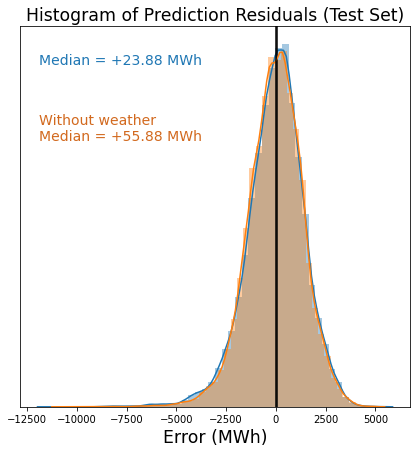 Histogram of Prediction Residuals (Test Set)
Median = +23.88 MWh
Without weather
Median = +55.88 MWh
−12500 −10000 −7500 −5000 −2500 0 2500 5000
Error (MWh)